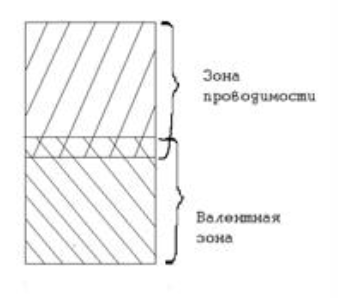 Зона
проводимости
Валентная
зона